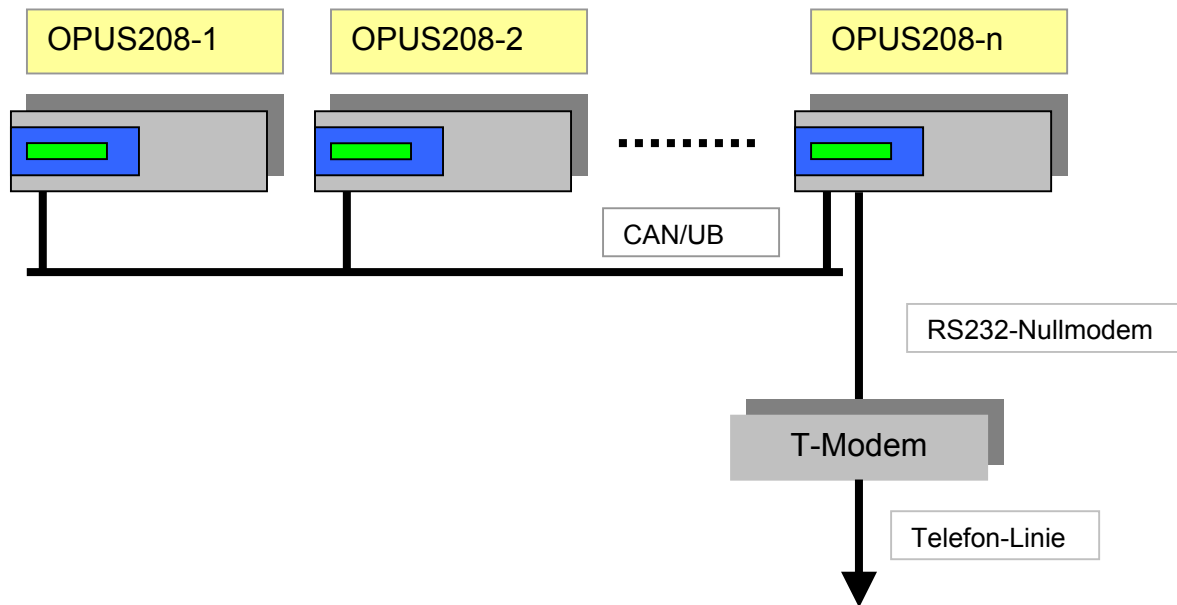 OPUS208-1
OPUS208-2
OPUS208-n
CAN/UB
RS232-Nullmodem
T-Modem
Telefon-Linie